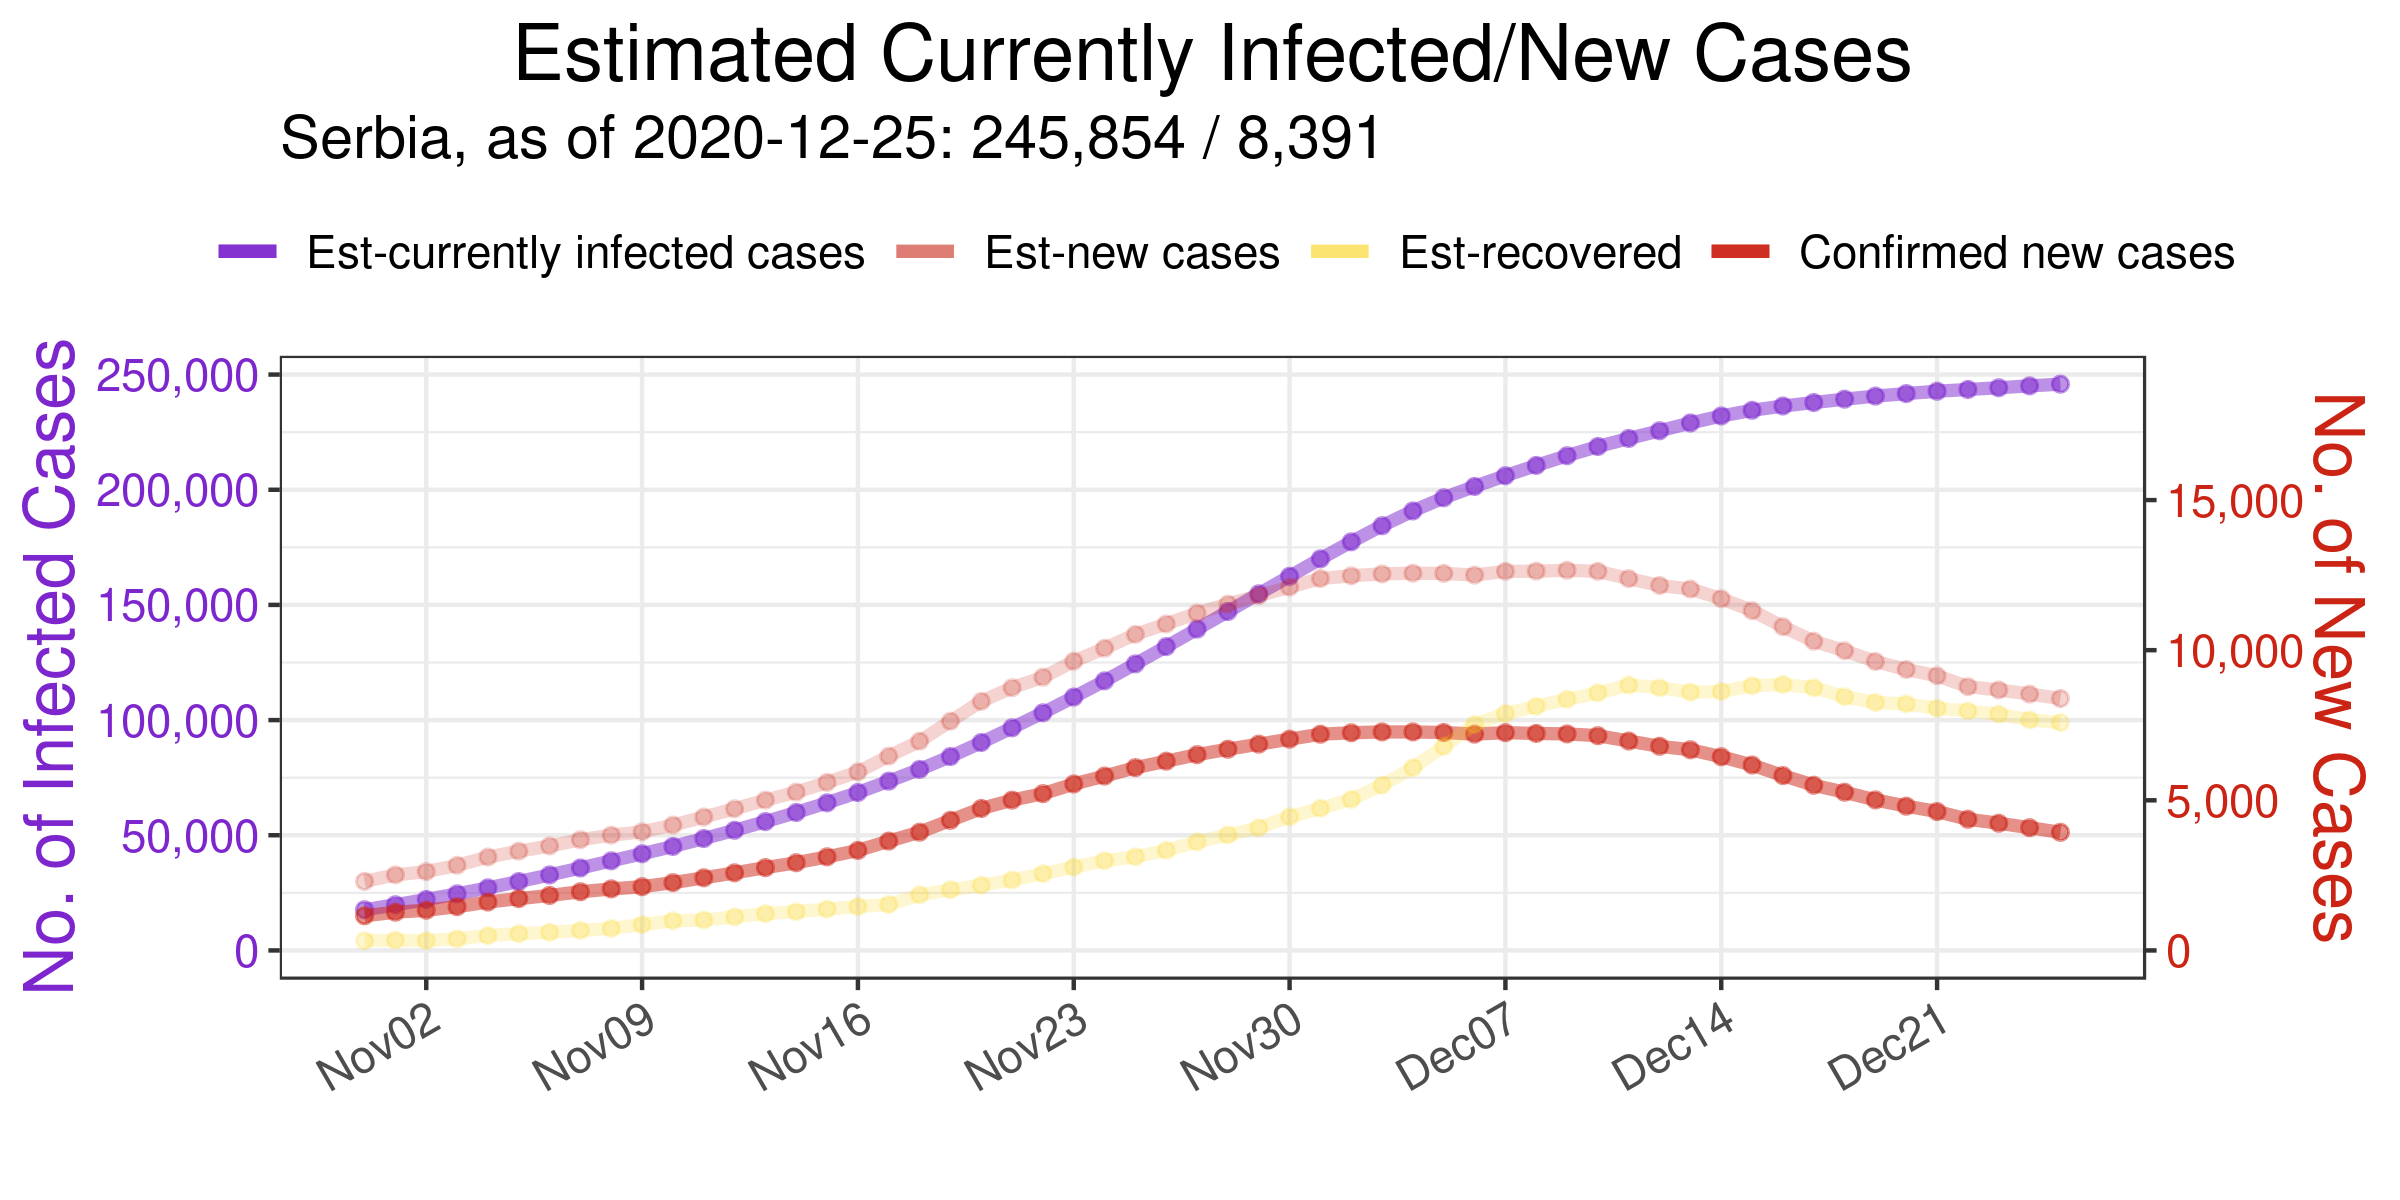 Estimated Currently Infected/New Cases
Serbia, as of 2020-12-25: 245,854 / 8,391
Est-currently infected cases Est-new cases Est-recovered Confirmed new cases
No. of Infected Cases
250,000
200,000
150,000
100,000
50,000
0
15,000
10,000
5,000
0
No. of New Cases
Nov02 Nov09 Nov16 Nov23 Nov30 Dec07 Dec14 Dec21